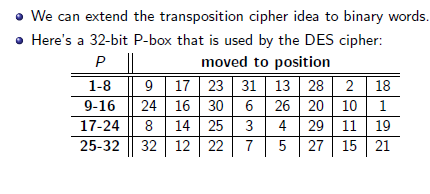 We can extend the transposition cipher idea to binary words.
Here's a 32-bit P-box that is used by the DES cipher:
P moved to position
1-8 9 17 23 31 13 28 2 18
9-16 24 16 30 6 26 20 10 1
17-24 8 14 25 3 4 29 11 19
25-32 32 12 22 7 5 27 15 21